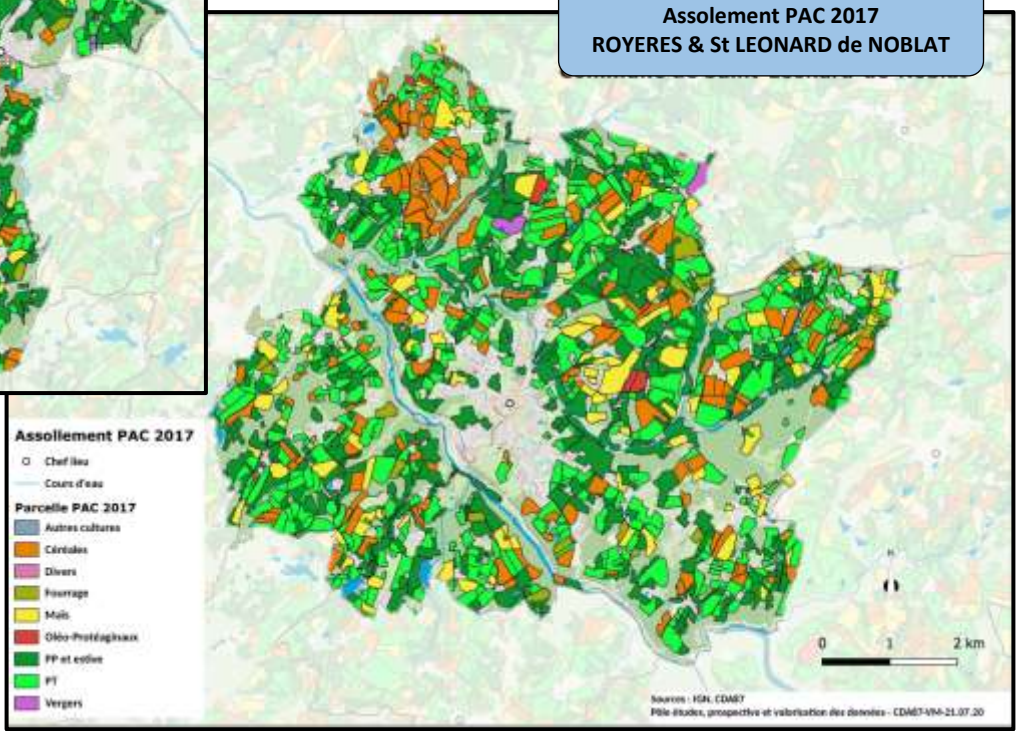 Assolement PAC 2017
ROYERES & St LEONARD de NOBLAT
Assollement PAC 2017
Chef lieu
Cours d'eau
Parcelle PAC 2017
Autres cultures
Céréales
Divers
Fourrage
Maïs
Oléo-Protéaginaux
PP et estive
PT
Vergers
N
0 1 2 km
Sources : IGN, CDA87
Pôle études, prospective et valorisation des données - CDA87-VM-21.07.20